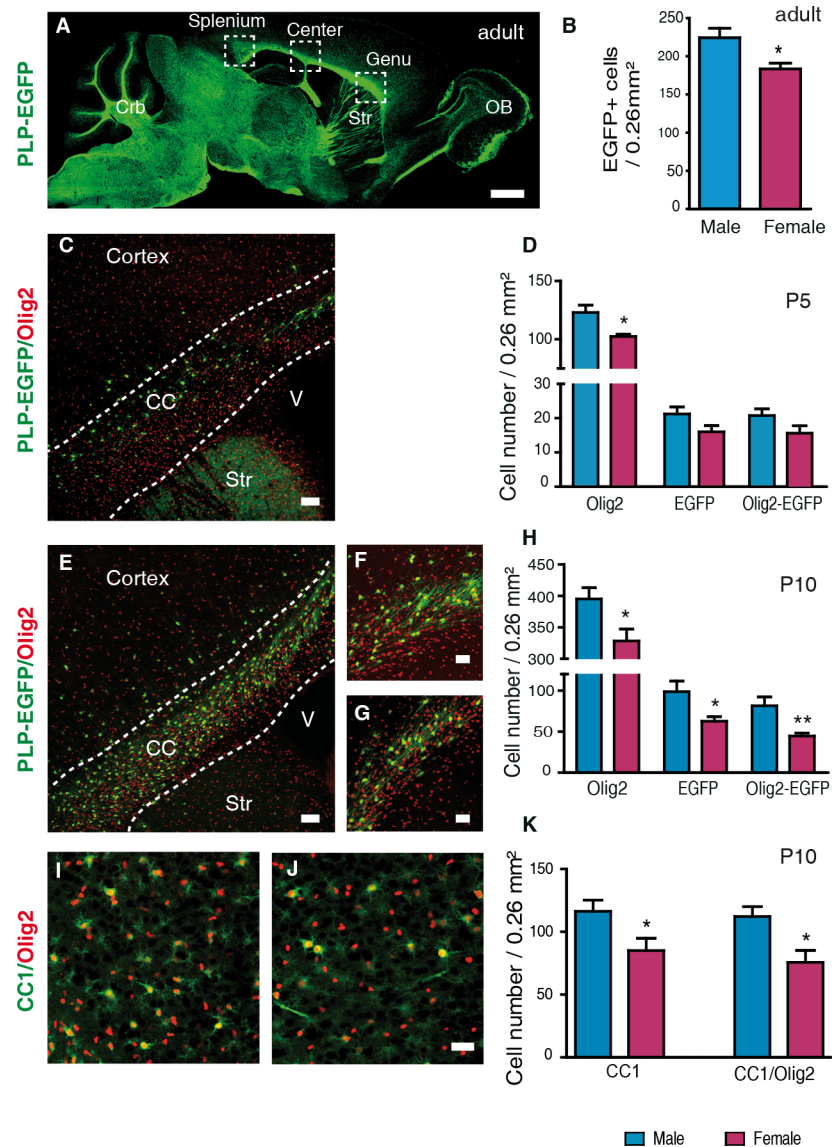 A
Splenium
Center
Genu
adult
Crb
Str
OB
PLP-EGFP
B
adult
EGFP+ cells
/ 0.26mm²
250
200
150
100
50
0
*
Male Female
C
Cortex
CC
V
Str
PLP-EGFP/Olig2
D
P5
Cell number / 0.26 mm²
150
100
30
20
10
0
*
Olig2 EGFP Olig2-EGFP
E
Cortex
CC
V
Str
PLP-EGFP/Olig2
F
G
H
P10
Cell number / 0.26 mm²
450
400
350
300
100
50
0
*
*
**
Olig2 EGFP Olig2-EGFP
I
J
CC1/Olig2
K
P10
Cell number / 0.26 mm²
150
100
50
0
*
*
CC1 CC1/Olig2
Male Female